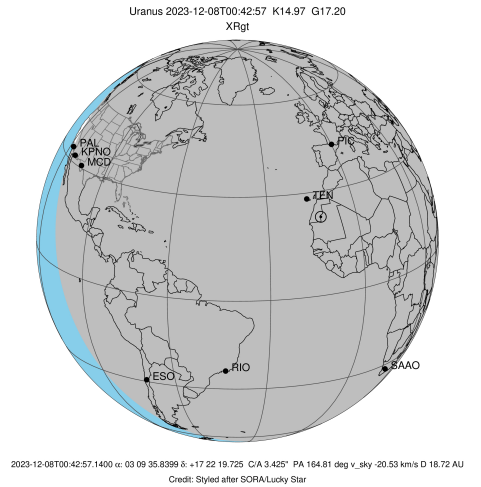 Uranus 2023-12-08T00:42:57 K14.97 G17.20
XRgt
PAL
KPNO
MCD
PIC
TEN
ESO
RIO
SAAO
2023-12-08T00:42:57.1400 α: 03 09 35.8399 δ: +17 22 19.725 C/A 3.425" PA 164.81 deg v_sky -20.53 km/s D 18.72 AU
Credit: Styled after SORA/Lucky Star